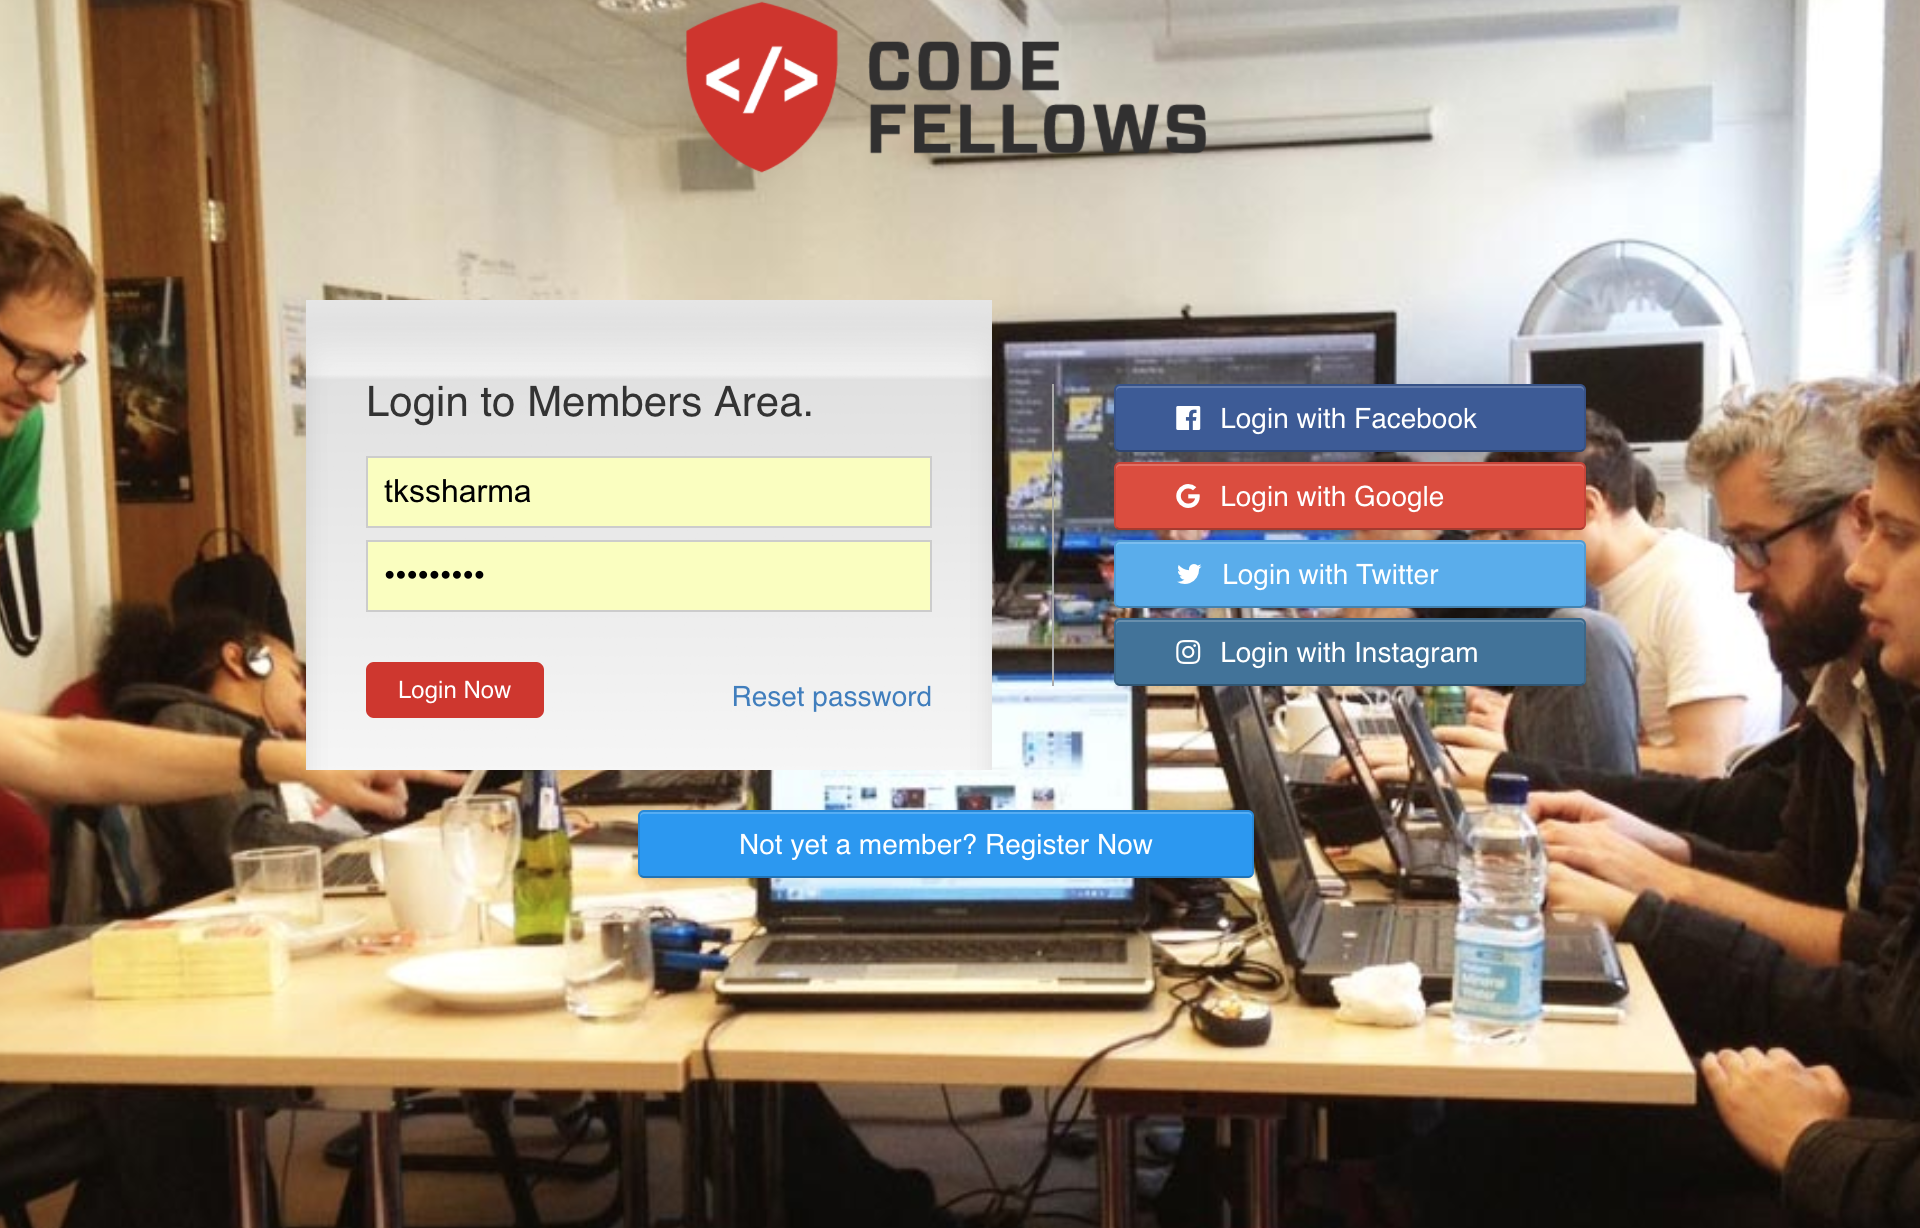 CODE
FELLOWS
Wii
Login to Members Area.
tkssharma
•••••••••
Login Now
Reset password
Login with Facebook
Login with Google
Login with Twitter
Login with Instagram
Not yet a member? Register Now